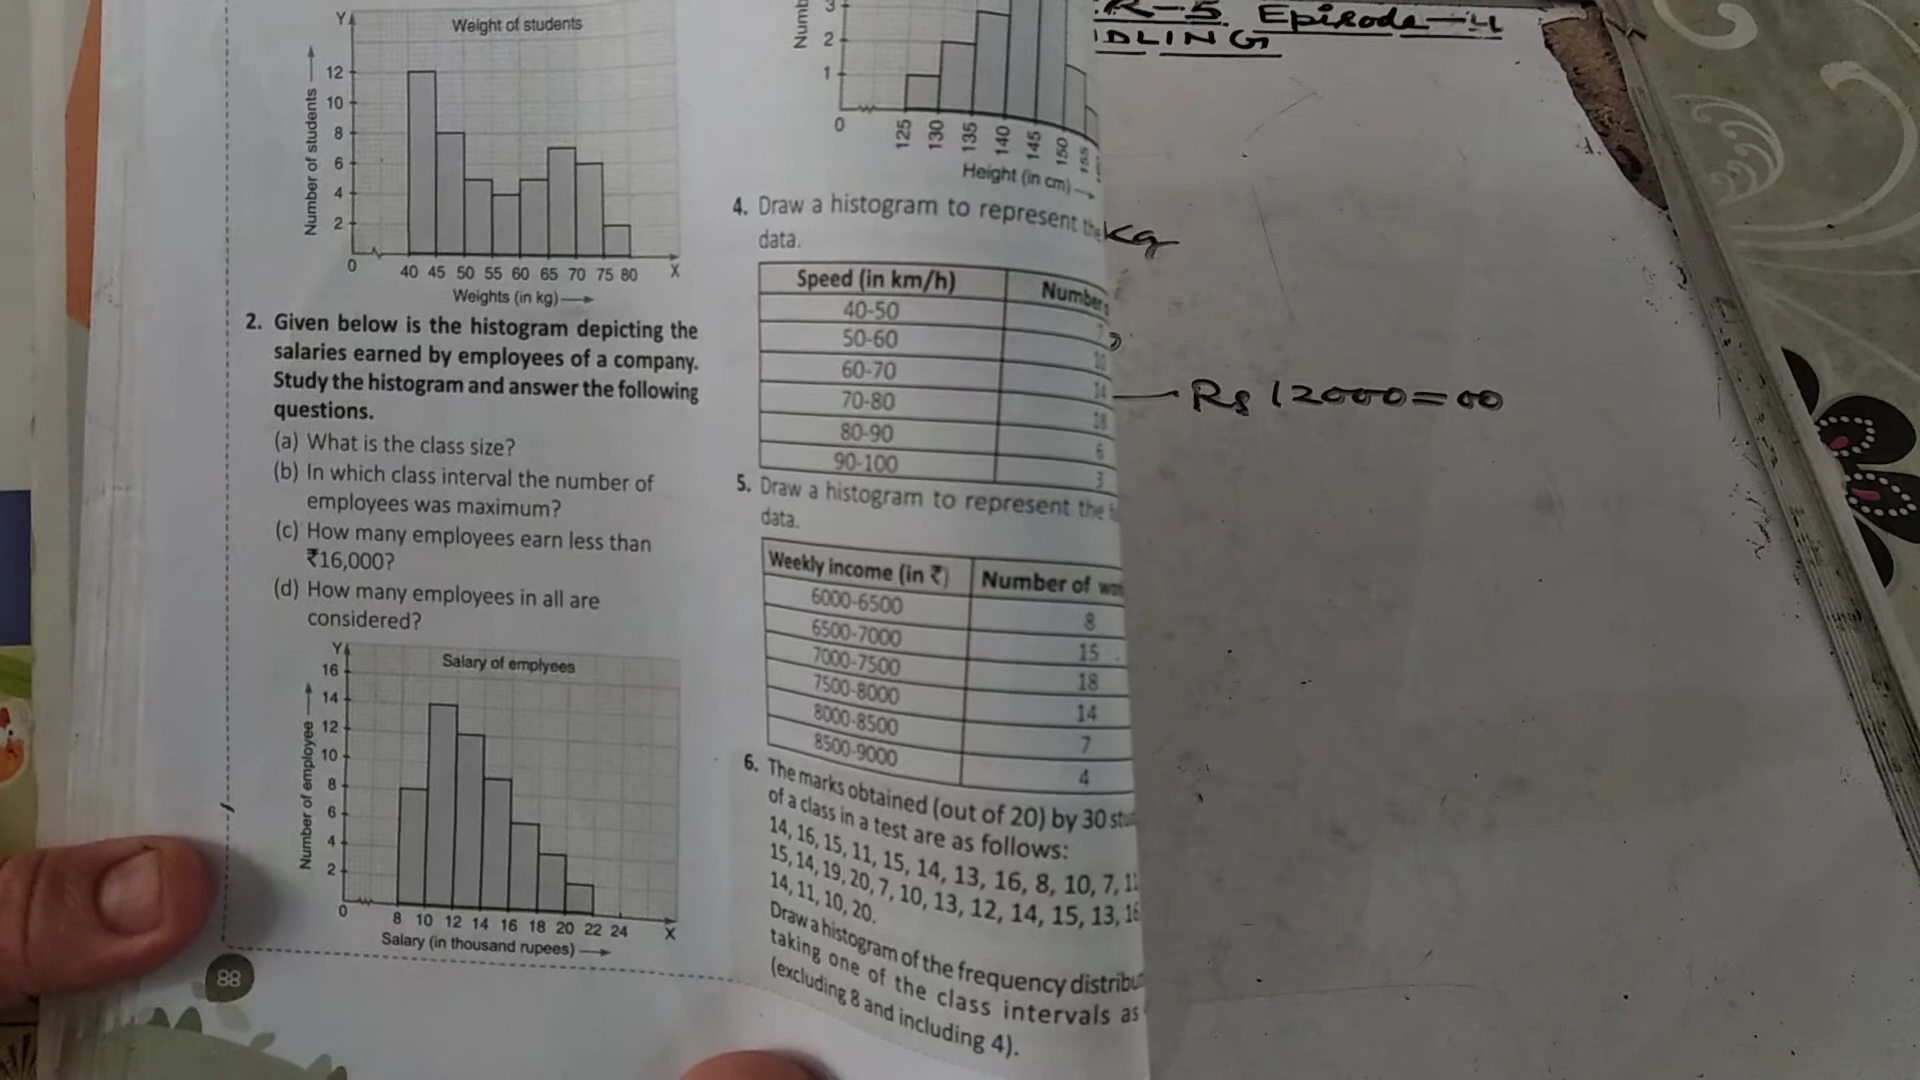 Y
Weight of students
Number of students
12
10
8
6
4
2
0
40 45 50 55 60 65 70 75 80
X
Weights (in kg)
2. Given below is the histogram depicting the
salaries earned by employees of a company.
Study the histogram and answer the following
questions.
(a) What is the class size?
(b) In which class interval the number of
employees was maximum?
(c) How many employees earn less than
₹16,000?
(d) How many employees in all are
considered?
Y
Salary of emplyees
Number of employee
16
14
12
10
8
6
4
2
0
8 10 12 14 16 18 20 22 24
X
Salary (in thousand rupees)
88
3
2
1
0
125 130 135 140 145 150 155
Height (in cm)
4. Draw a histogram to represent the
data.
Speed (in km/h) Number
40-50 7
50-60 10
60-70 14
70-80 18
80-90 6
90-100 3
5. Draw a histogram to represent the
data.
Weekly income (in ₹) Number of
6000-6500 8
6500-7000 15
7000-7500 18
7500-8000 14
8000-8500 7
8500-9000 4
6. The marks obtained (out of 20) by 30
of a class in a test are as follows:
14, 16, 15, 11, 15, 14, 13, 16, 8, 10, 7,
15, 14, 19, 20, 7, 10, 13, 12, 14, 15, 13,
14, 11, 10, 20.
Draw a histogram of the frequency
taking one of the class intervals as
(excluding 8 and including 4).
R-5. Episode-4
DLING
Kg
Rs 12000=00